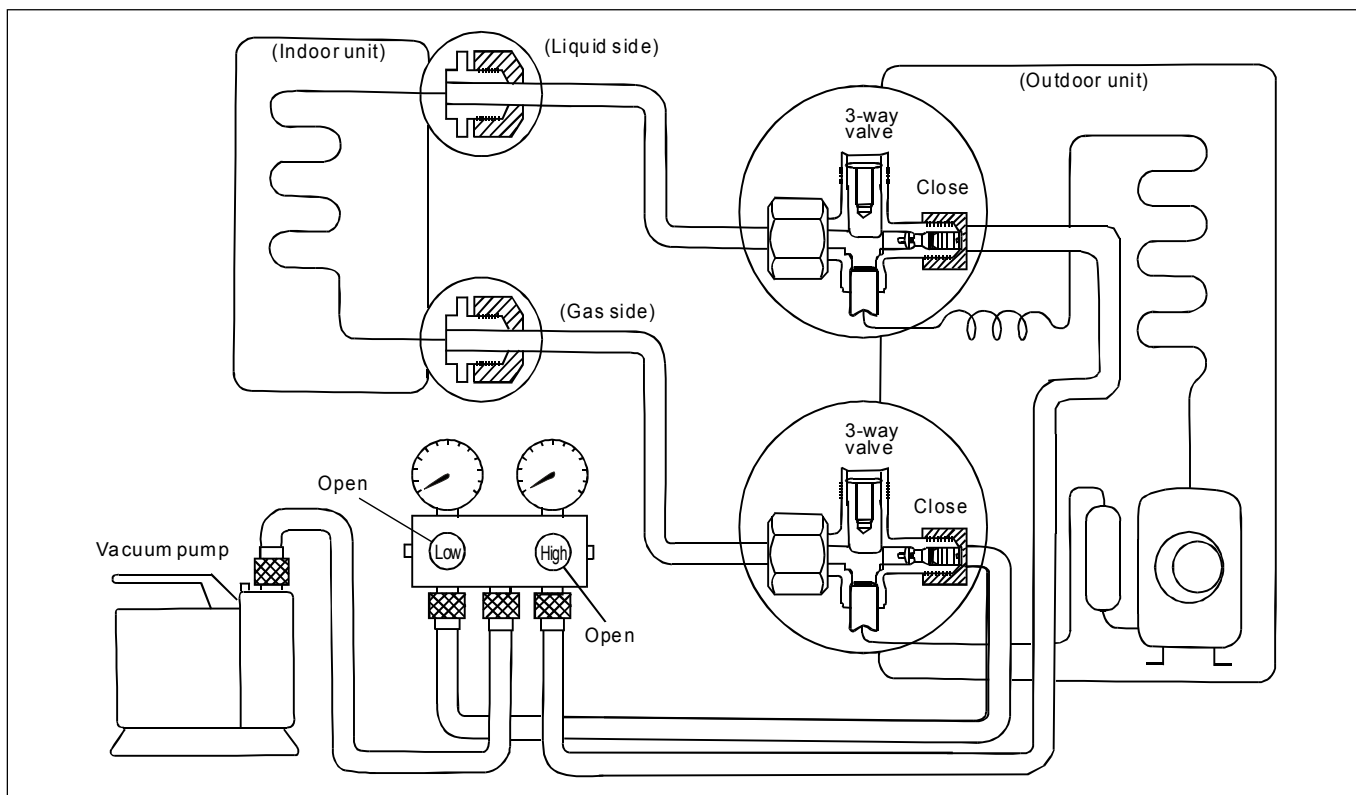 (Indoor unit)
(Liquid side)
(Outdoor unit)
3-way
valve
Close
(Gas side)
3-way
valve
Close
Open
Vacuum pump
Low
High
Open